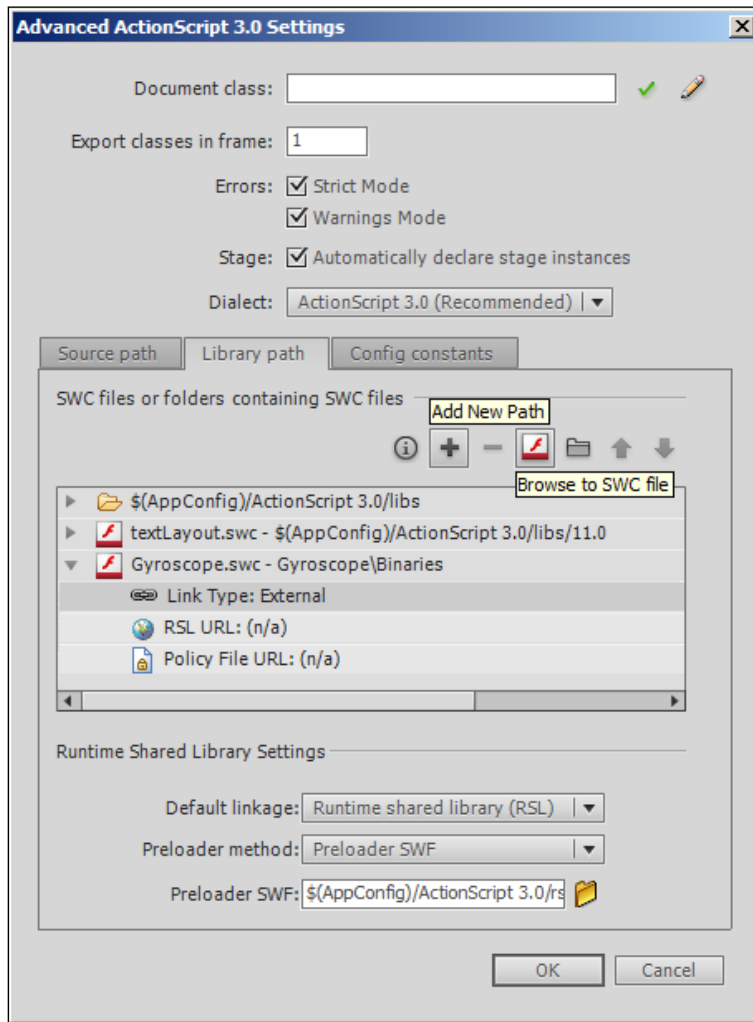 Advanced ActionScript 3.0 Settings
Document class:
Export classes in frame: 1
Errors: Strict Mode
Warnings Mode
Stage: Automatically declare stage instances
Dialect: ActionScript 3.0 (Recommended)
Source path Library path Config constants
SWC files or folders containing SWC files
Add New Path
Browse to SWC file
$(AppConfig)/ActionScript 3.0/libs
textLayout.swc - $(AppConfig)/ActionScript 3.0/libs/11.0
Gyroscope.swc - Gyroscope\Binaries
Link Type: External
RSL URL: (n/a)
Policy File URL: (n/a)
Runtime Shared Library Settings
Default linkage: Runtime shared library (RSL)
Preloader method: Preloader SWF
Preloader SWF: $(AppConfig)/ActionScript 3.0/rs
OK Cancel